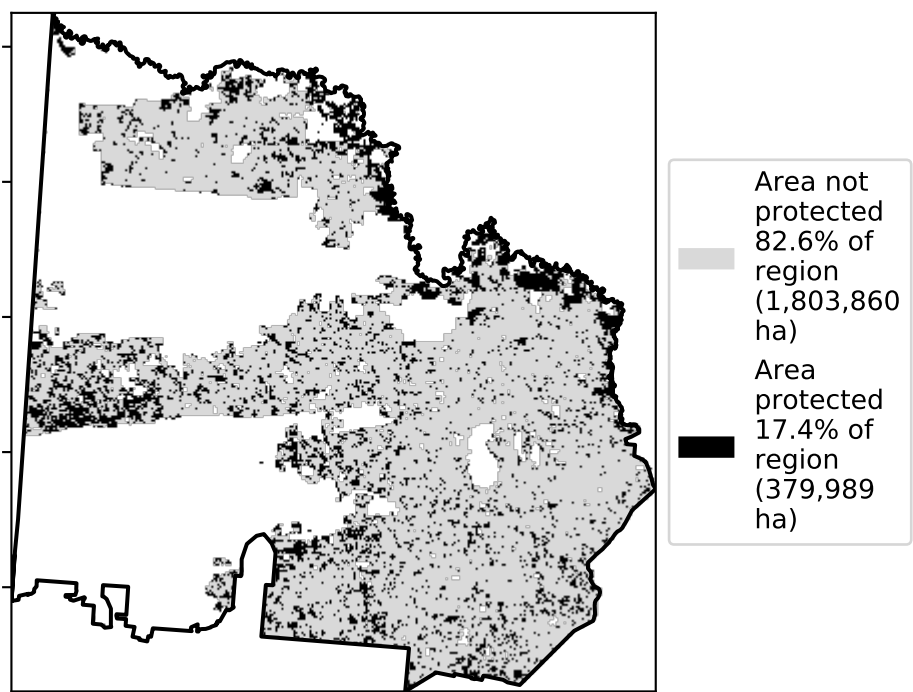 Area not
protected
82.6% of
region
(1,803,860
ha)
Area
protected
17.4% of
region
(379,989
ha)